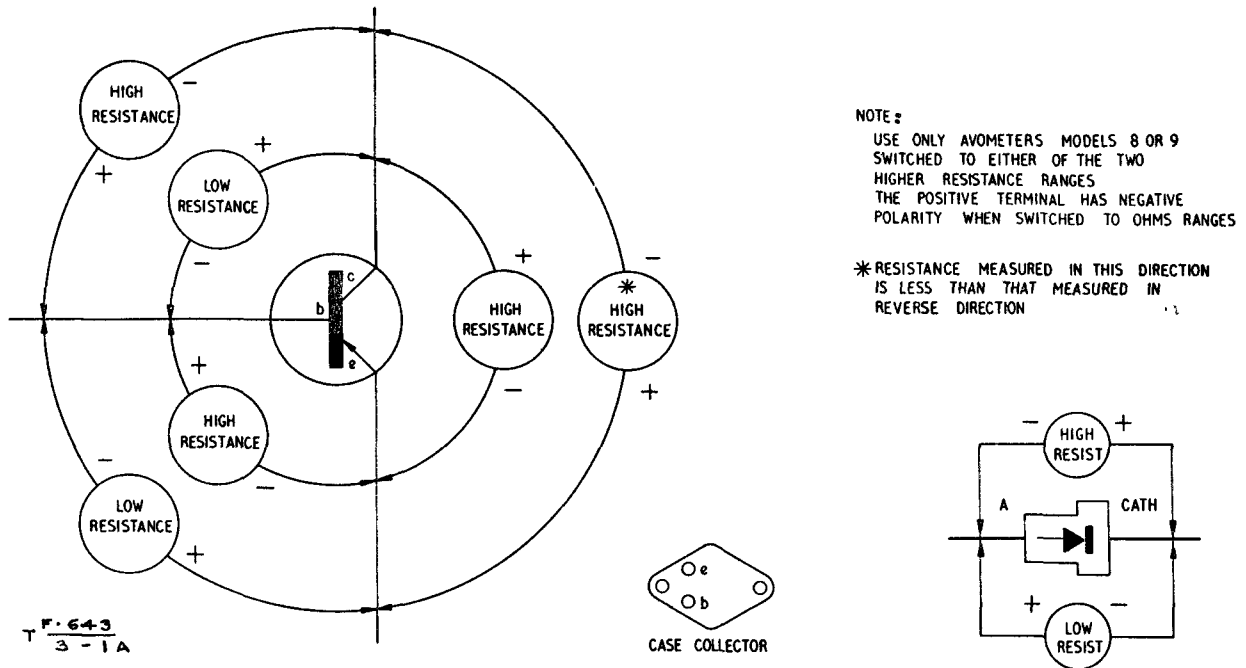 HIGH
RESISTANCE
-
+
LOW
RESISTANCE
+
-
c
b
e
HIGH
RESISTANCE
+
-
LOW
RESISTANCE
-
+
HIGH
RESISTANCE
+
-
*
HIGH
RESISTANCE
-
+
NOTE:
USE ONLY AVOMETERS MODELS 8 OR 9
SWITCHED TO EITHER OF THE TWO
HIGHER RESISTANCE RANGES
THE POSITIVE TERMINAL HAS NEGATIVE
POLARITY WHEN SWITCHED TO OHMS RANGES
* RESISTANCE MEASURED IN THIS DIRECTION
IS LESS THAN THAT MEASURED IN
REVERSE DIRECTION
- HIGH +
RESIST
A CATH
+ LOW -
RESIST
e
b
CASE COLLECTOR
T F. 643
3 - 1A